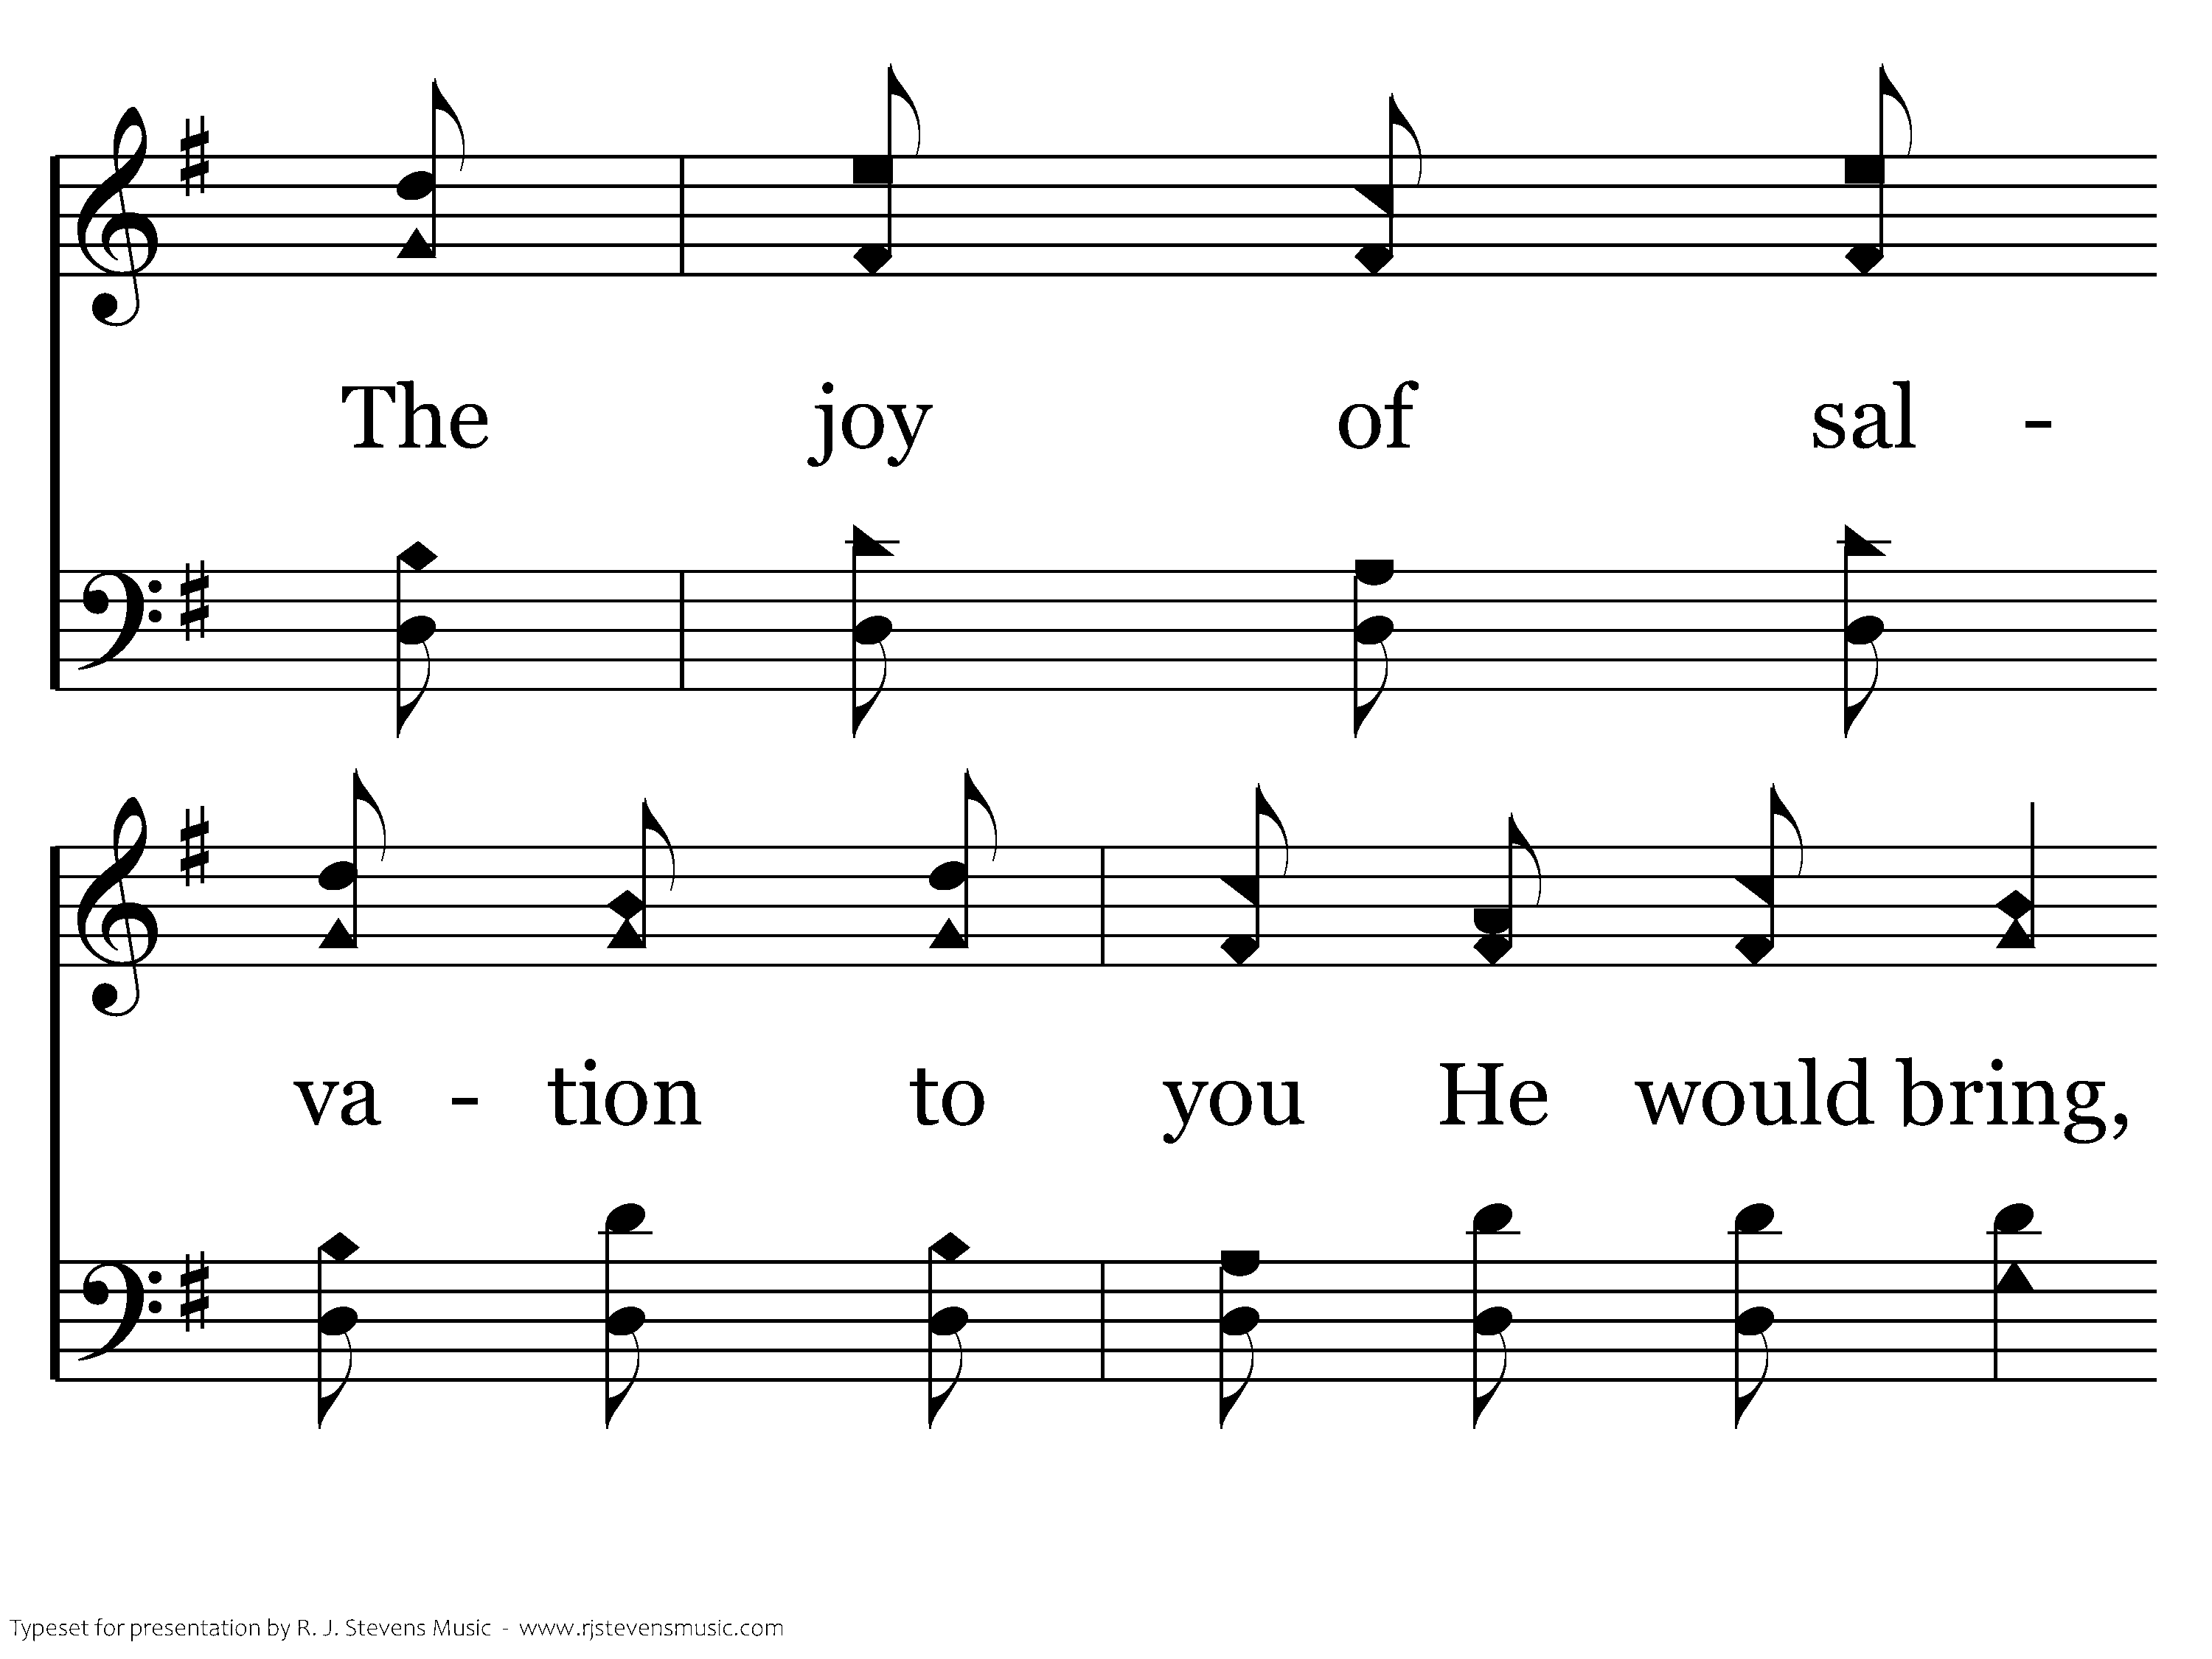 The joy of sal -
va - tion to you He would bring,
Typeset for presentation by R. J. Stevens Music - www.rjstevensmusic.com